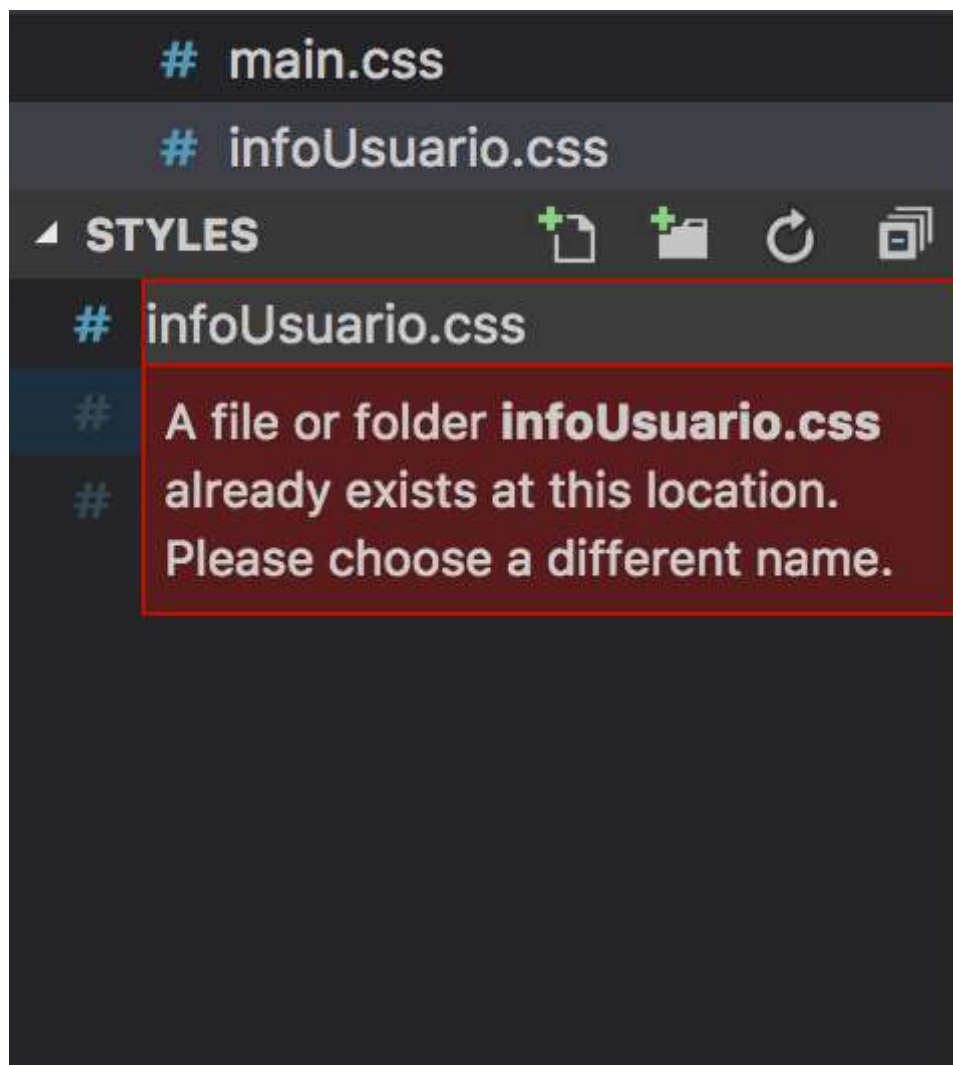 # main.css
# infoUsuario.css
STYLES
# infoUsuario.css
# A file or folder infoUsuario.css
# already exists at this location.
Please choose a different name.